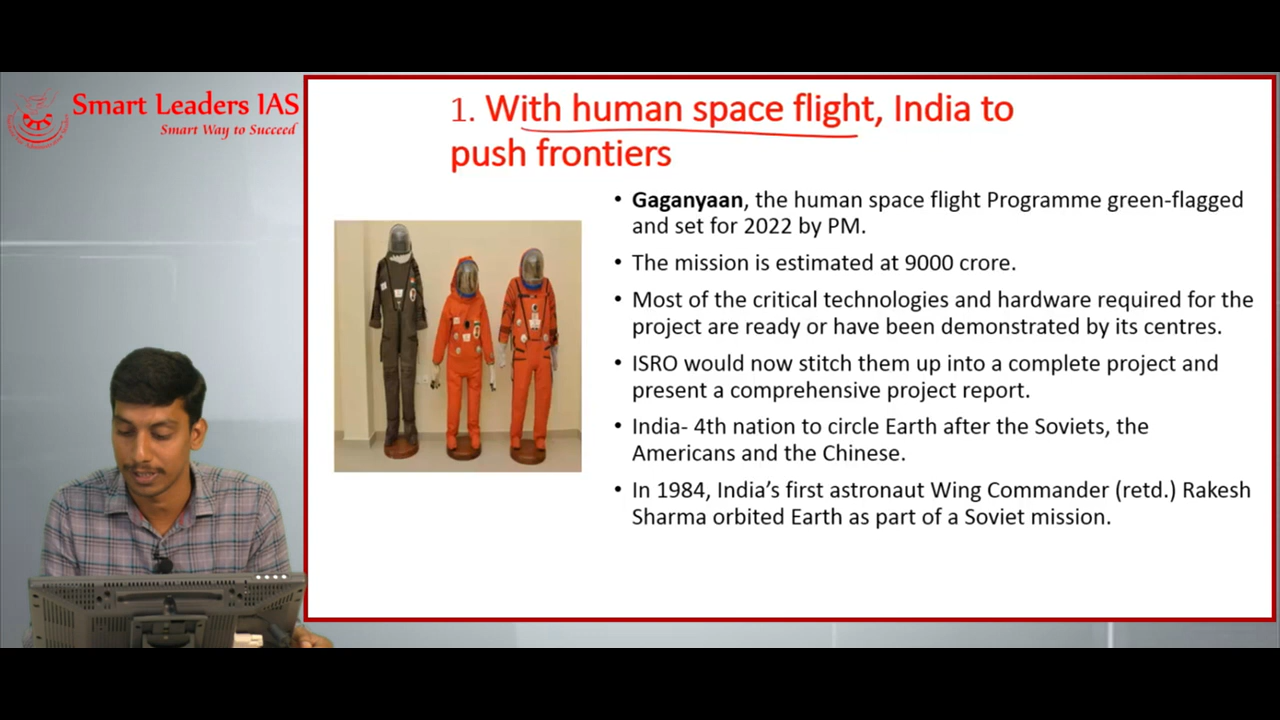 Smart Leaders IAS
Smart Way to Succeed
1. With human space flight, India to
push frontiers
• Gaganyaan, the human space flight Programme green-flagged
and set for 2022 by PM.
• The mission is estimated at 9000 crore.
• Most of the critical technologies and hardware required for the
project are ready or have been demonstrated by its centres.
• ISRO would now stitch them up into a complete project and
present a comprehensive project report.
• India- 4th nation to circle Earth after the Soviets, the
Americans and the Chinese.
• In 1984, India’s first astronaut Wing Commander (retd.) Rakesh
Sharma orbited Earth as part of a Soviet mission.